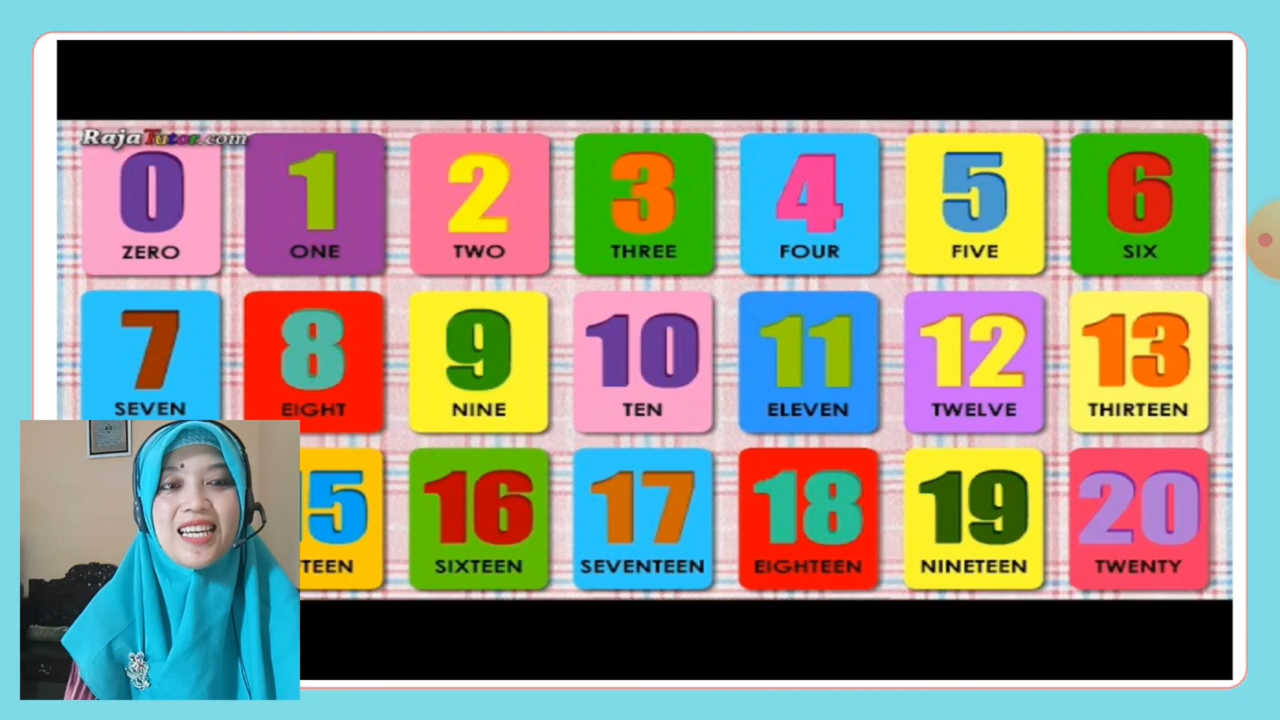 RajaTutor.com
0 1 2 3 4 5 6
ZERO ONE TWO THREE FOUR FIVE SIX
7 8 9 10 11 12 13
SEVEN EIGHT NINE TEN ELEVEN TWELVE THIRTEEN
5 16 17 18 19 20
TEEN SIXTEEN SEVENTEEN EIGHTEEN NINETEEN TWENTY